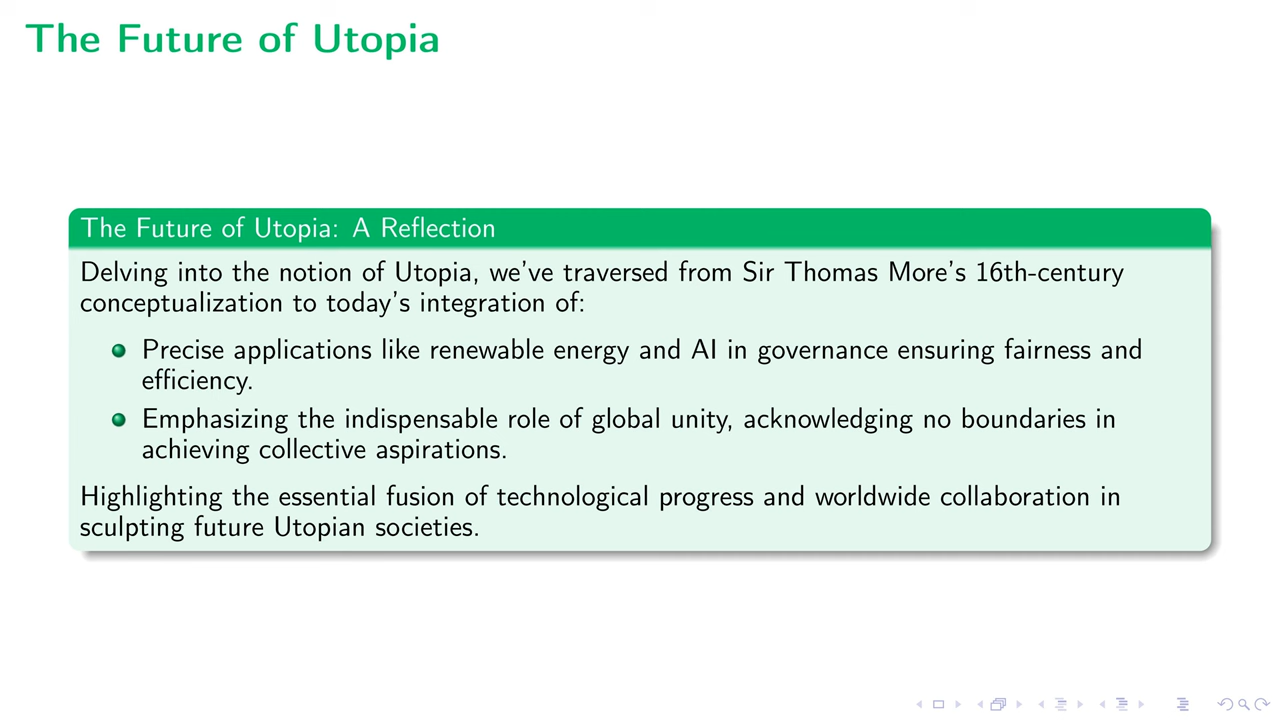 The Future of Utopia
The Future of Utopia: A Reflection
Delving into the notion of Utopia, we've traversed from Sir Thomas More's 16th-century
conceptualization to today's integration of:
Precise applications like renewable energy and AI in governance ensuring fairness and
efficiency.
Emphasizing the indispensable role of global unity, acknowledging no boundaries in
achieving collective aspirations.
Highlighting the essential fusion of technological progress and worldwide collaboration in
sculpting future Utopian societies.